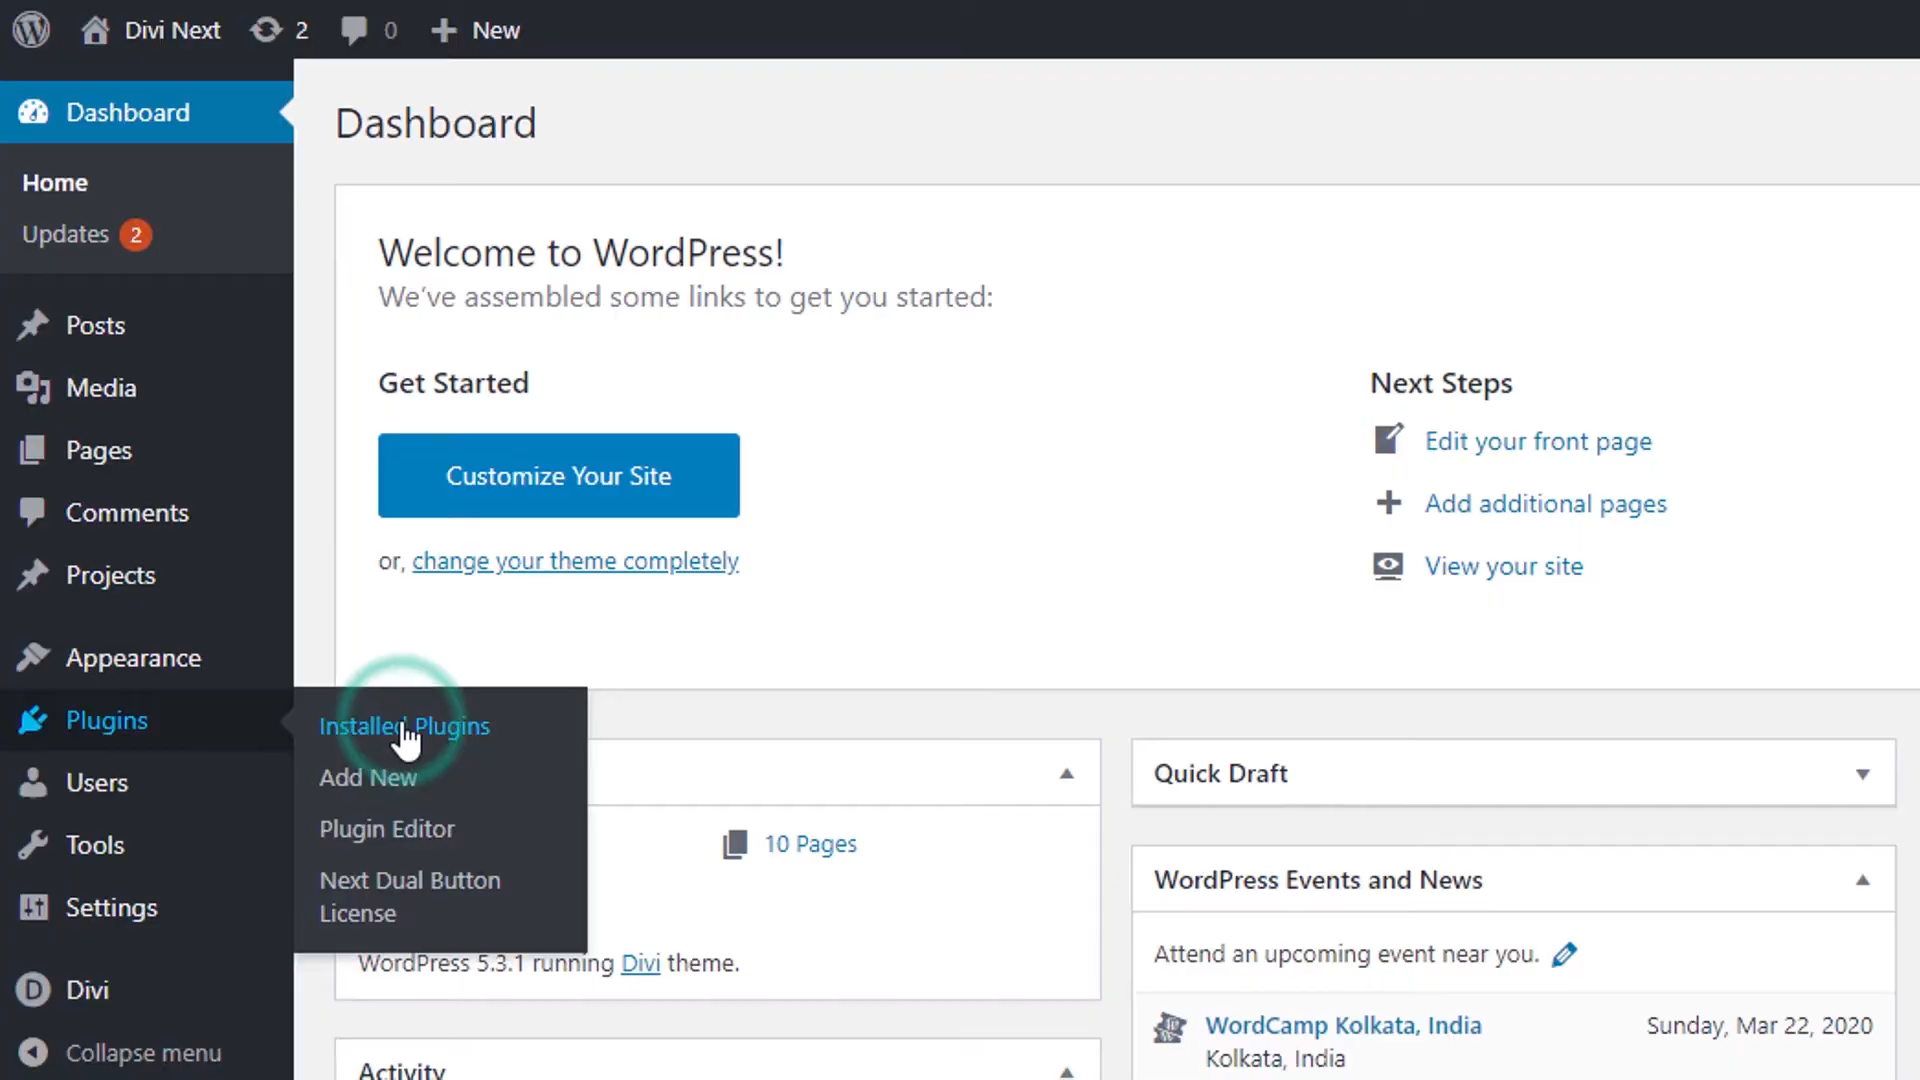 Divi Next 2 0 New
Dashboard
Home
Updates 2
Posts
Media
Pages
Comments
Projects
Appearance
Plugins
Users
Tools
Settings
Divi
Collapse menu
Installed Plugins
Add New
Plugin Editor
Next Dual Button
License
Dashboard
Welcome to WordPress!
We've assembled some links to get you started:
Get Started
Customize Your Site
or, change your theme completely
Next Steps
Edit your front page
Add additional pages
View your site
10 Pages
WordPress 5.3.1 running Divi theme.
Activity
Quick Draft
WordPress Events and News
Attend an upcoming event near you.
WordCamp Kolkata, India Sunday, Mar 22, 2020
Kolkata, India